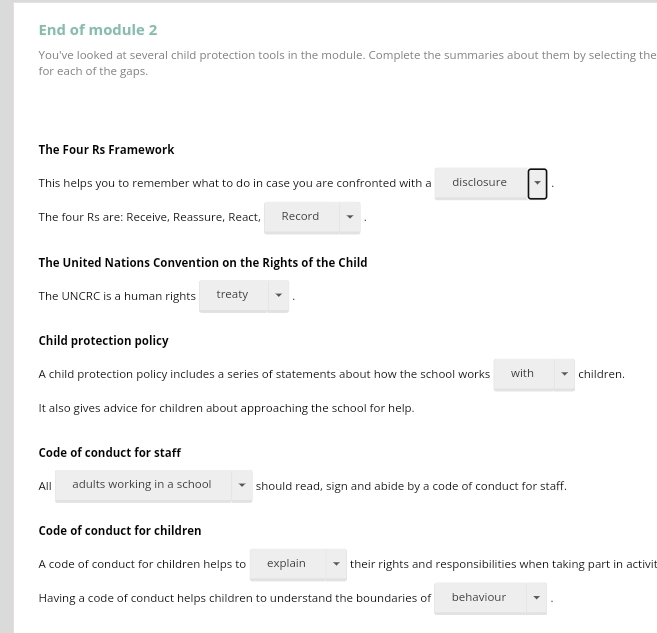 End of module 2
You've looked at several child protection tools in the module. Complete the summaries about them by selecting the
for each of the gaps.
The Four Rs Framework
This helps you to remember what to do in case you are confronted with a disclosure .
The four Rs are: Receive, Reassure, React, Record .
The United Nations Convention on the Rights of the Child
The UNCRC is a human rights treaty .
Child protection policy
A child protection policy includes a series of statements about how the school works with children.
It also gives advice for children about approaching the school for help.
Code of conduct for staff
All adults working in a school should read, sign and abide by a code of conduct for staff.
Code of conduct for children
A code of conduct for children helps to explain their rights and responsibilities when taking part in activit
Having a code of conduct helps children to understand the boundaries of behaviour .